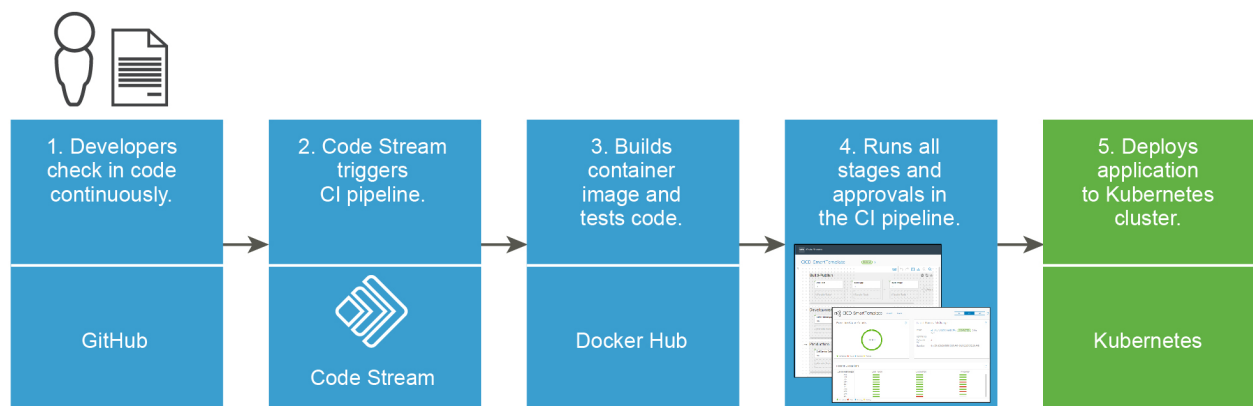 1. Developers
check in code
continuously.
2. Code Stream
triggers
CI pipeline.
3. Builds
container
image and
tests code.
4. Runs all
stages and
approvals in
the CI pipeline.
5. Deploys
application
to Kubernetes
cluster.
GitHub
Code Stream
Docker Hub
Kubernetes